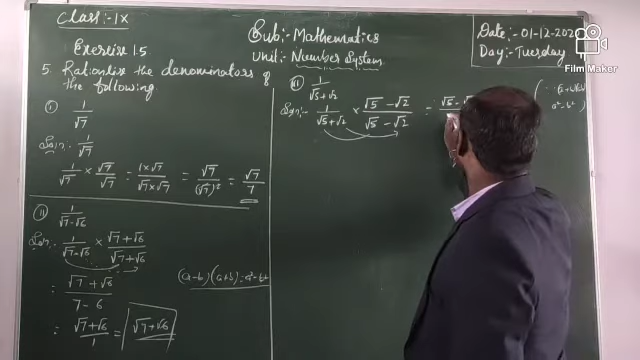 Class:- IX
Sub:- Mathematics
Unit:- Number System
Date:- 01-12-202
Day:- Tuesday
Film Maker
Exercise 1.5
5. Rationalise the denominators of
the following
i) 1/√7
Soln:- 1/√7
1/√7 × √7/√7 = 1×√7/√7×√7 = √7/(√7)² = √7/7
ii) 1/√7-√6
Soln:- 1/√7-√6 × √7+√6/√7+√6
= √7+√6/7-6
(a-b)(a+b)=a²-b²
= √7+√6/1 = √7+√6
iii) 1/√5+√2
Soln:- 1/√5+√2 × √5-√2/√5-√2 = √5-
a²-b²